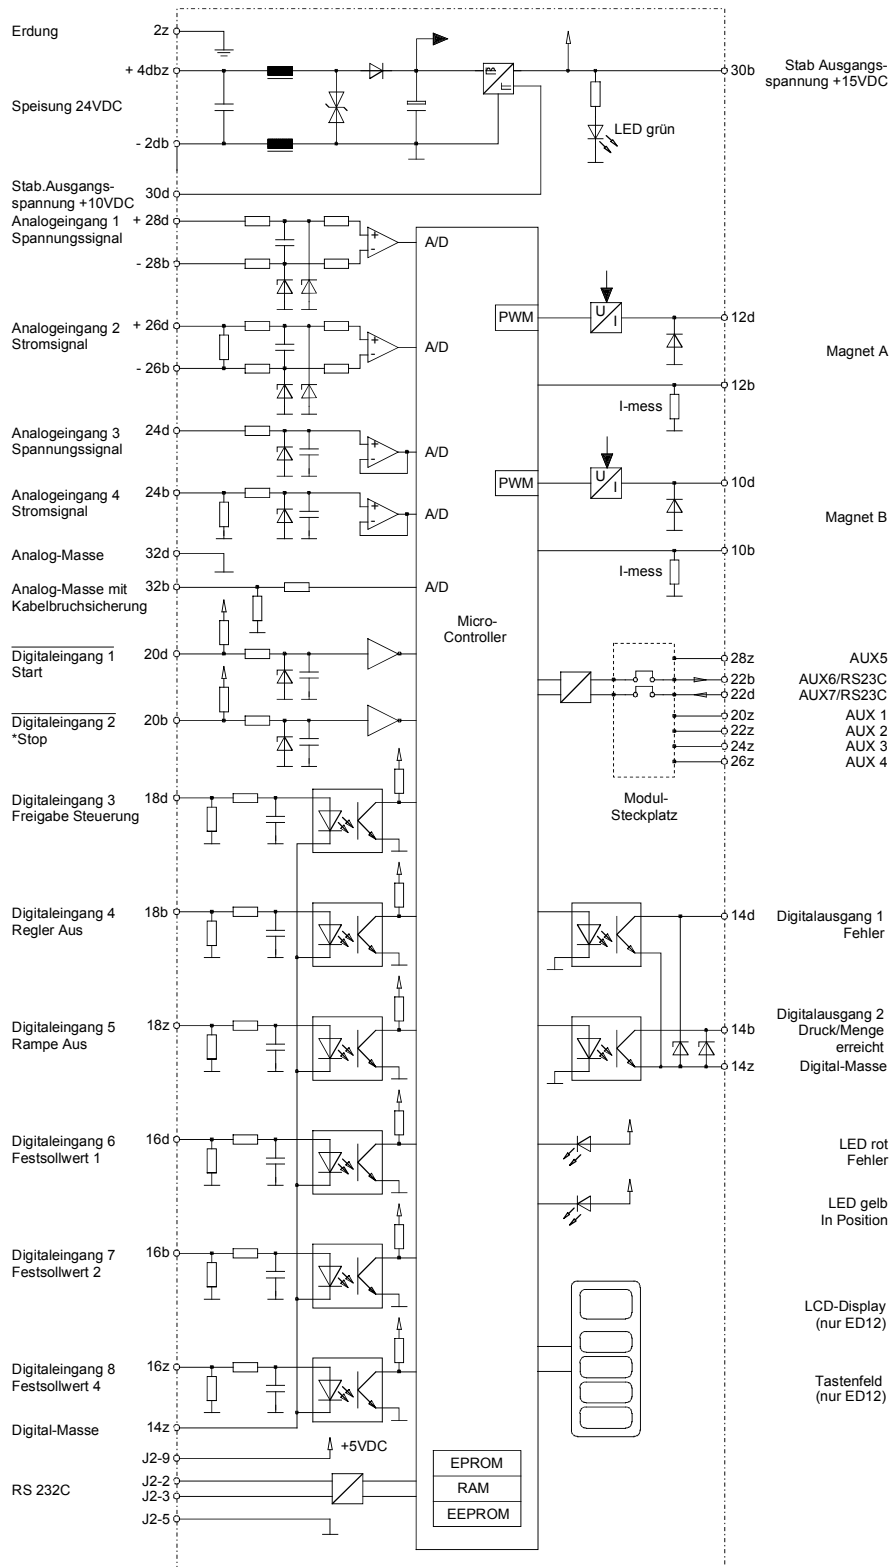 Erdung 2z
+ 4dbz
Speisung 24VDC
- 2db
30b Stab Ausgangs-
spannung +15VDC
LED grün
Stab.Ausgangs-
spannung +10VDC 30d
Analogeingang 1 + 28d
Spannungssignal
- 28b
A/D
Analogeingang 2 + 26d
Stromsignal
- 26b
A/D
Analogeingang 3 24d
Spannungssignal
A/D
Analogeingang 4 24b
Stromsignal
A/D
Analog-Masse 32d
Analog-Masse mit 32b
Kabelbruchsicherung
A/D
PWM
U
I
12d
Magnet A
12b
I-mess
PWM
U
I
10d
Magnet B
10b
I-mess
Micro-
Controller
Digitaleingang 1 20d
Start
Digitaleingang 2 20b
*Stop
28z AUX5
22b AUX6/RS23C
22d AUX7/RS23C
20z AUX 1
22z AUX 2
24z AUX 3
26z AUX 4
Modul-
Steckplatz
Digitaleingang 3 18d
Freigabe Steuerung
Digitaleingang 4 18b
Regler Aus
Digitaleingang 5 18z
Rampe Aus
Digitaleingang 6 16d
Festsollwert 1
Digitaleingang 7 16b
Festsollwert 2
Digitaleingang 8 16z
Festsollwert 4
Digital-Masse 14z
14d Digitalausgang 1
Fehler
Digitalausgang 2
14b Druck/Menge
erreicht
14z Digital-Masse
LED rot
Fehler
LED gelb
In Position
LCD-Display
(nur ED12)
Tastenfeld
(nur ED12)
J2-9 +5VDC
RS 232C J2-2
J2-3
J2-5
EPROM
RAM
EEPROM